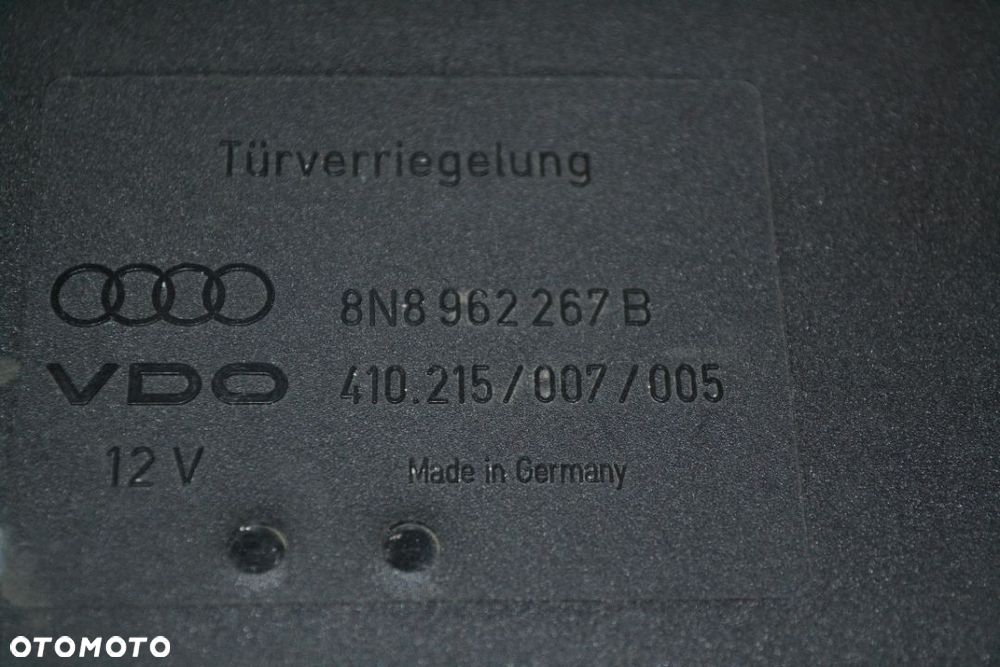 Türverriegelung
8N8 962 267 B
VDO 410.215/007/005
12 V Made in Germany
OTOMOTO